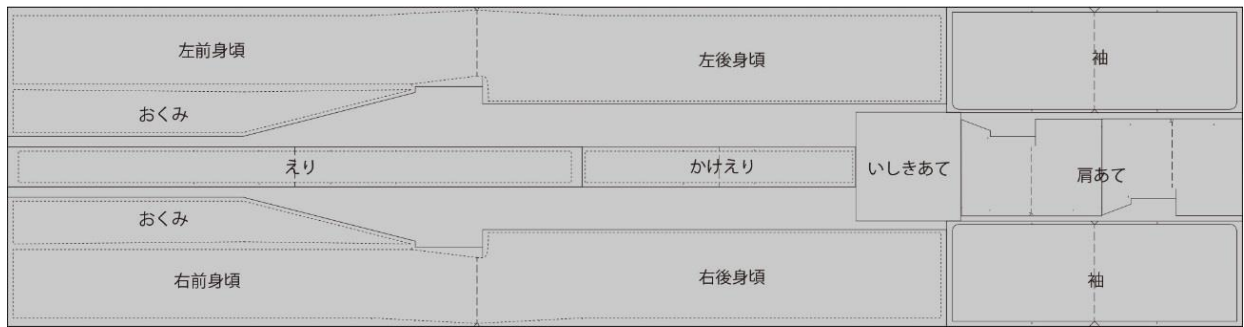 左前身頃
左後身頃
袖
おくみ
えり
かけえり
いしきあて
肩あて
おくみ
右前身頃
右後身頃
袖